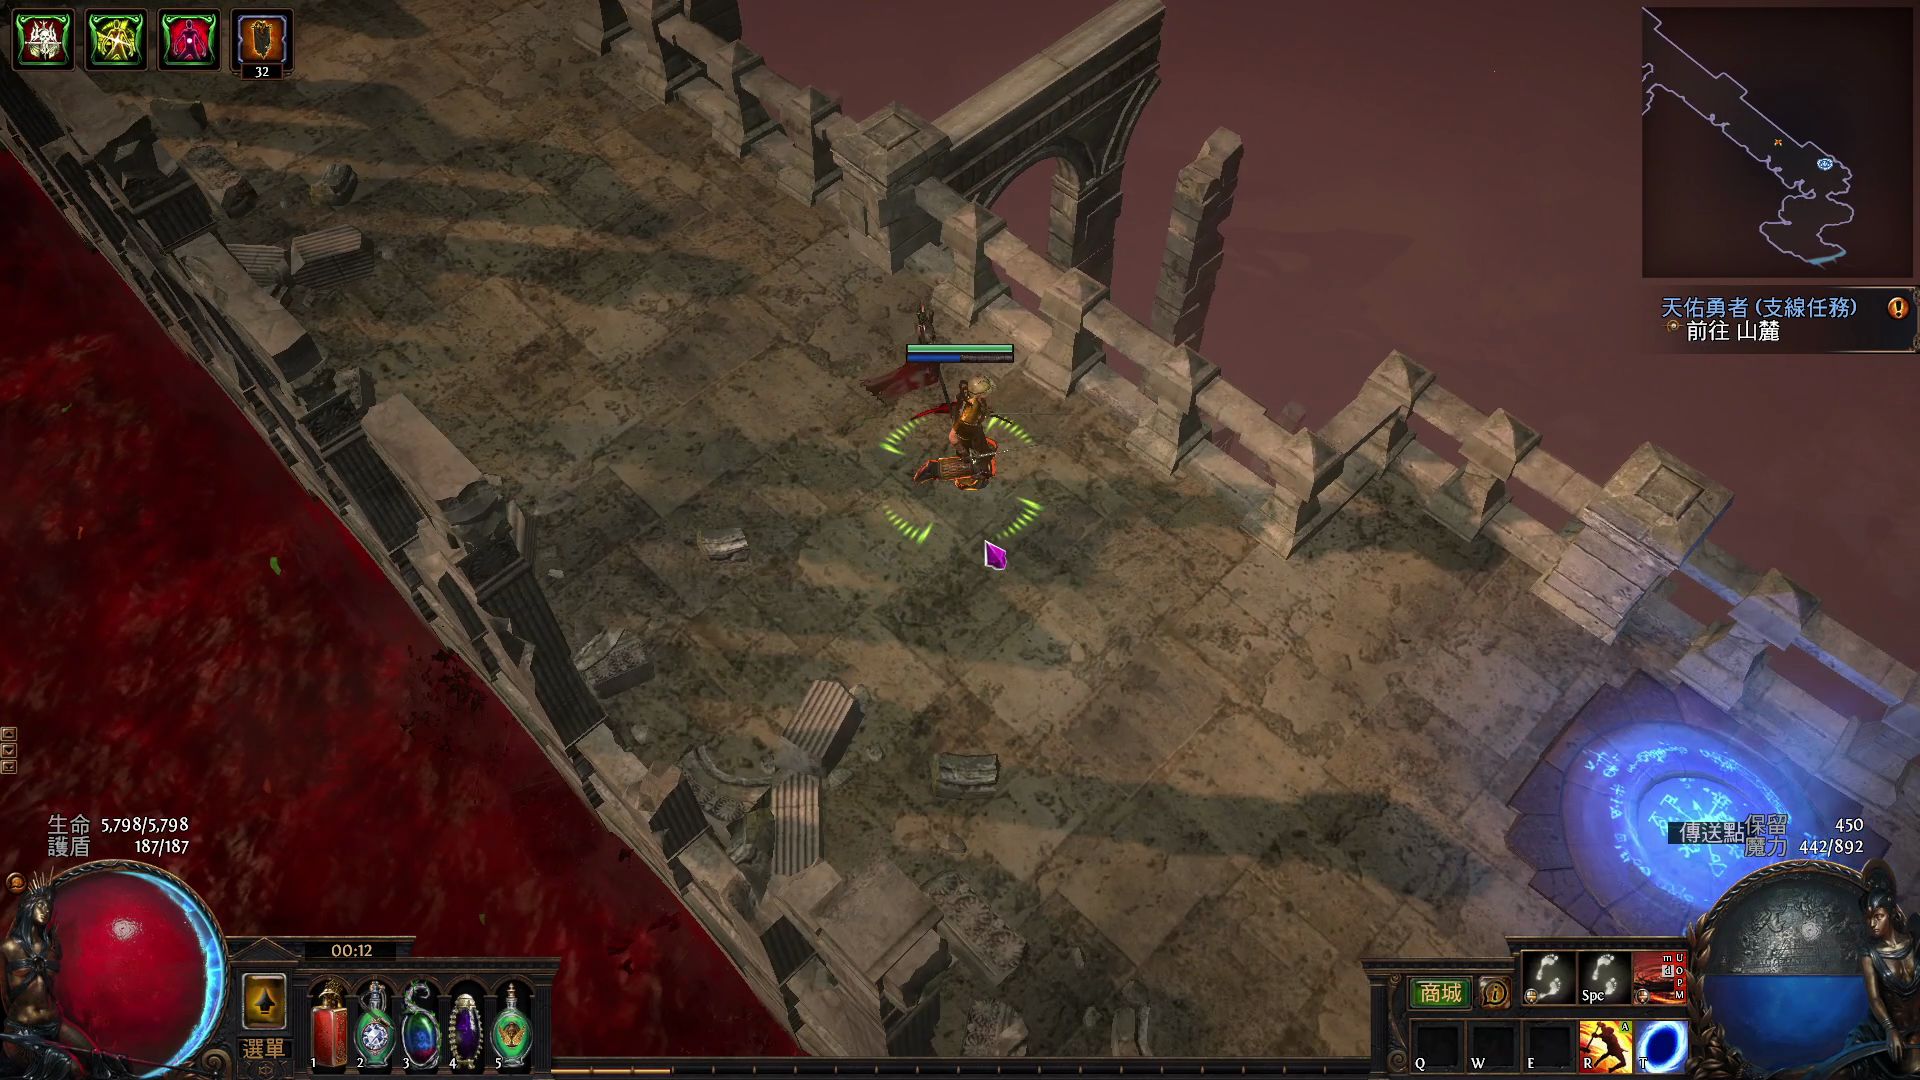 32
天佑勇者 (支線任務)
前往 山麓
生命 5,798/5,798
護盾 187/187
傳送點
保留 450
魔力 442/892
00:12
選單
1
2
3
4
5
商城
Spc
m U
d O
P
M
Q
W
E
R
A
T